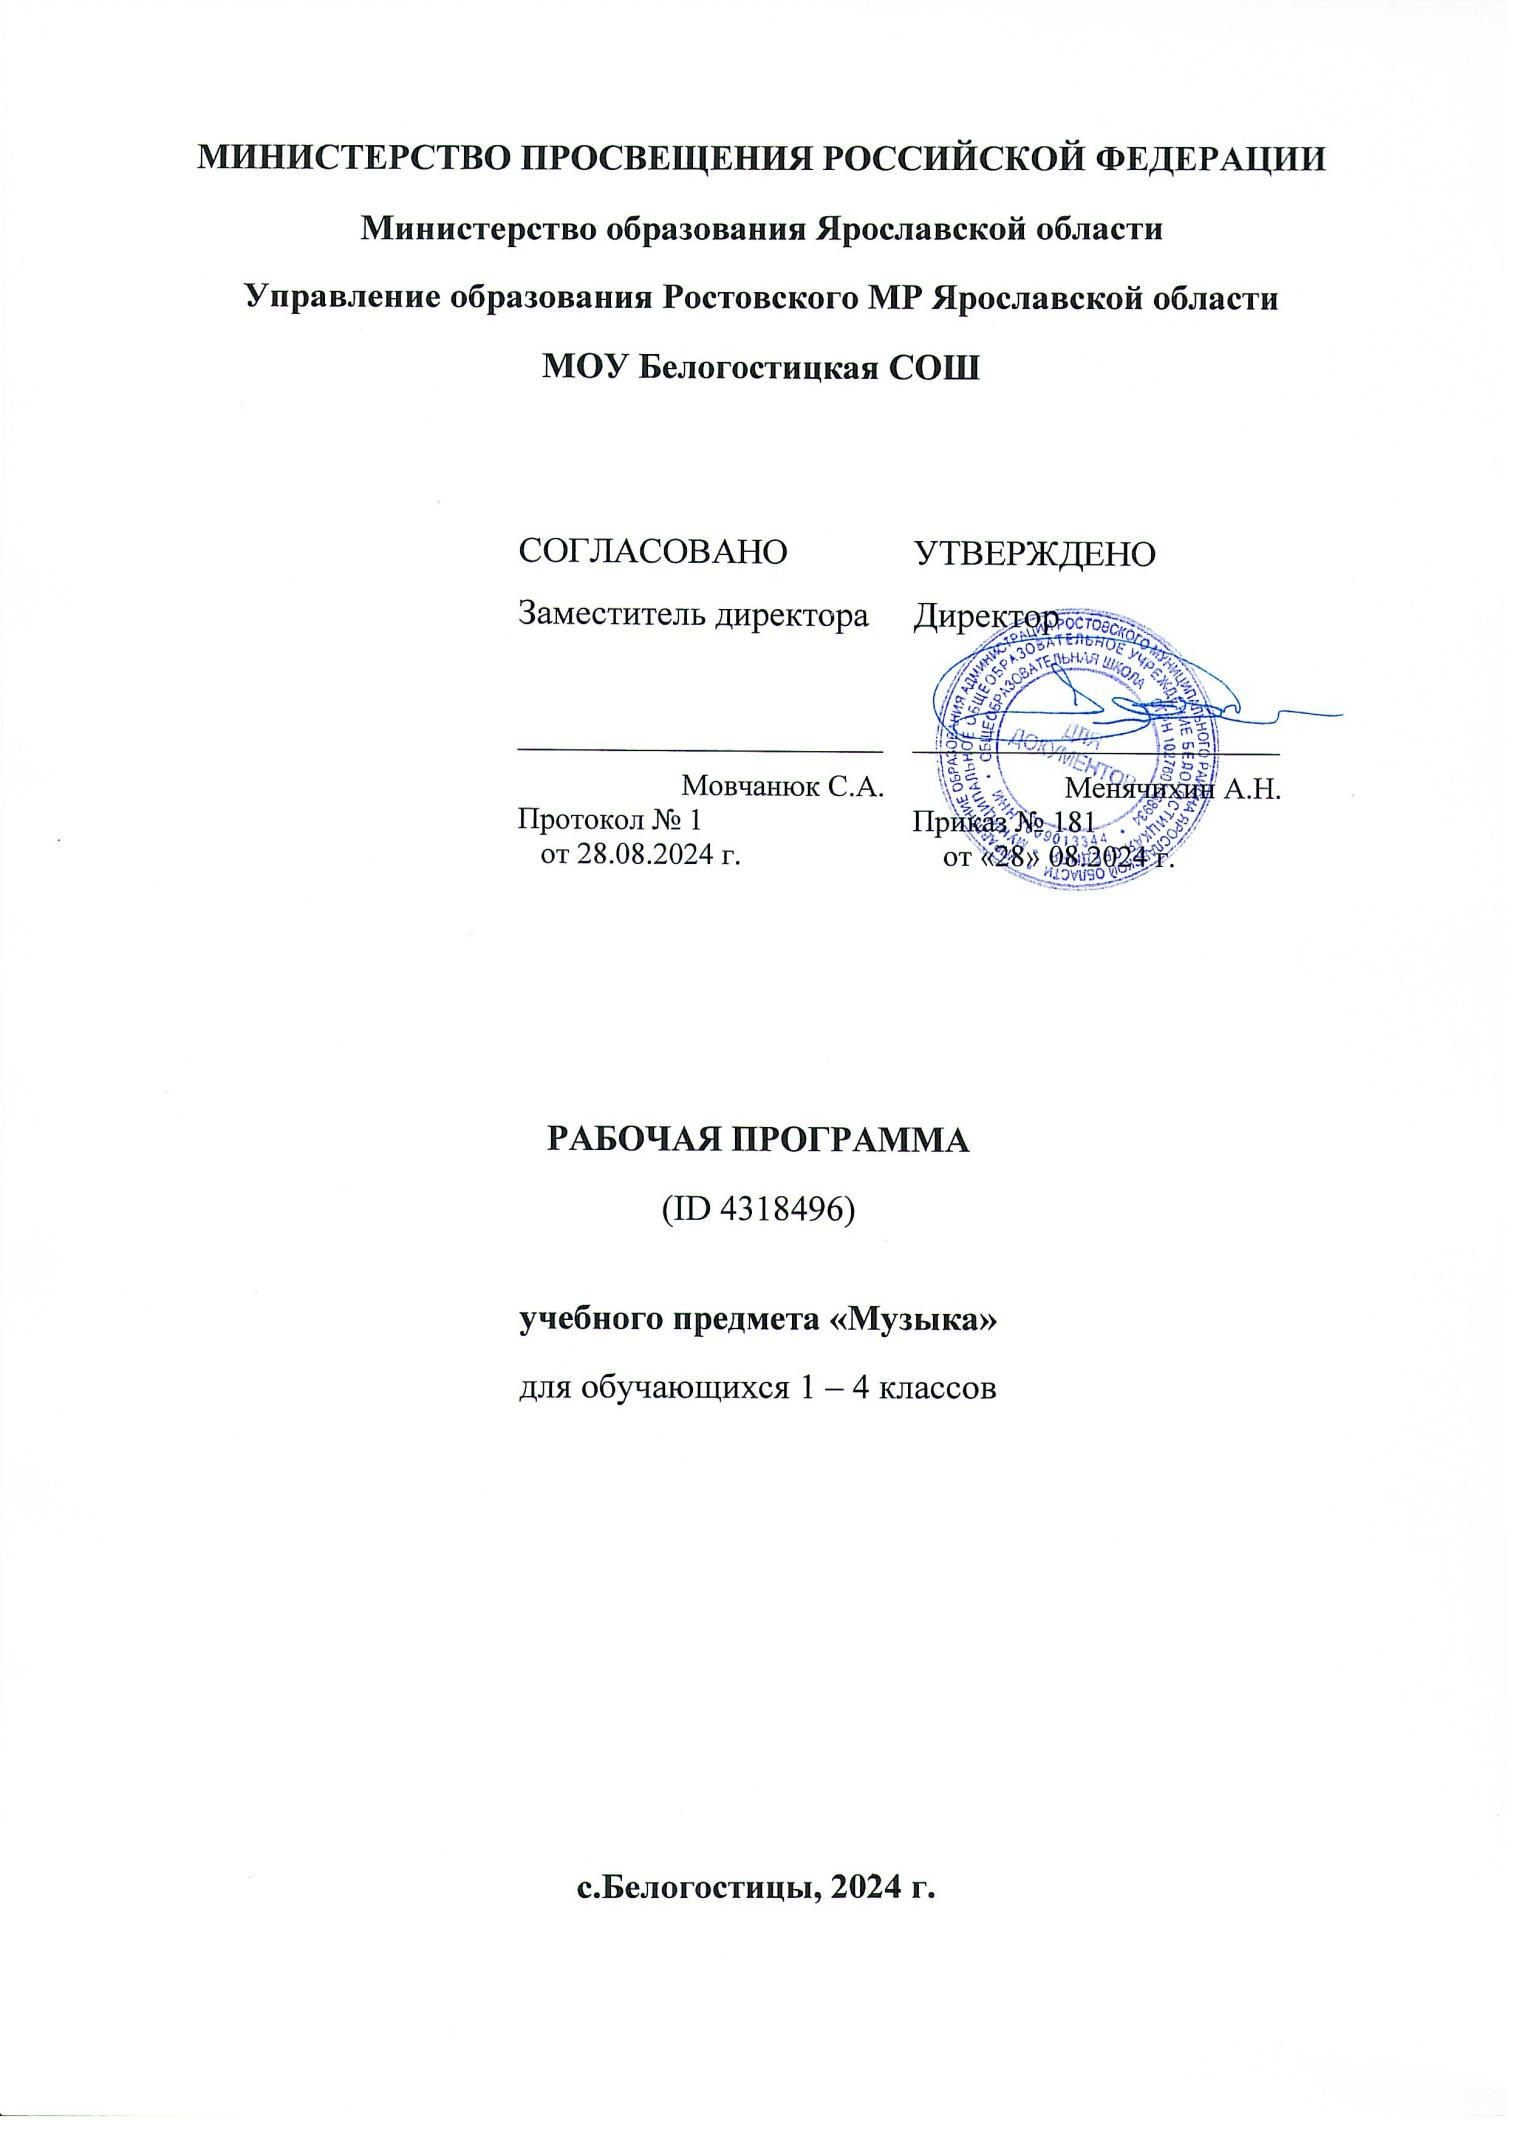 МИНИСТЕРСТВО ПРОСВЕЩЕНИЯ РОССИЙСКОЙ ФЕДЕРАЦИИ
Министерство образования Ярославской области
Управление образования Ростовского МР Ярославской области
МОУ Белогостицкая СОШ
СОГЛАСОВАНО
Заместитель директора
Мовчанюк С.А.
Протокол № 1
от 28.08.2024 г.
УТВЕРЖДЕНО
Директор
ДЛЯ
ДОКУМЕНТОВ
Менячихин А.Н.
Приказ № 181
от «28» 08.2024 г.
РАБОЧАЯ ПРОГРАММА
(ID 4318496)
учебного предмета «Музыка»
для обучающихся 1 – 4 классов
с.Белогостицы, 2024 г.